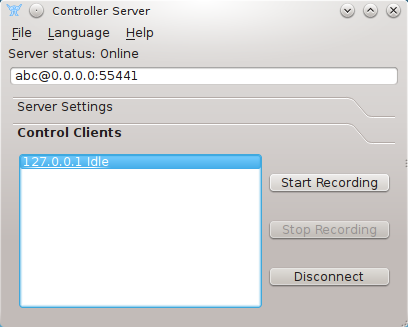 Controller Server
File Language Help
Server status: Online
abc@0.0.0.0:55441
Server Settings
Control Clients
127.0.0.1 Idle
Start Recording
Stop Recording
Disconnect